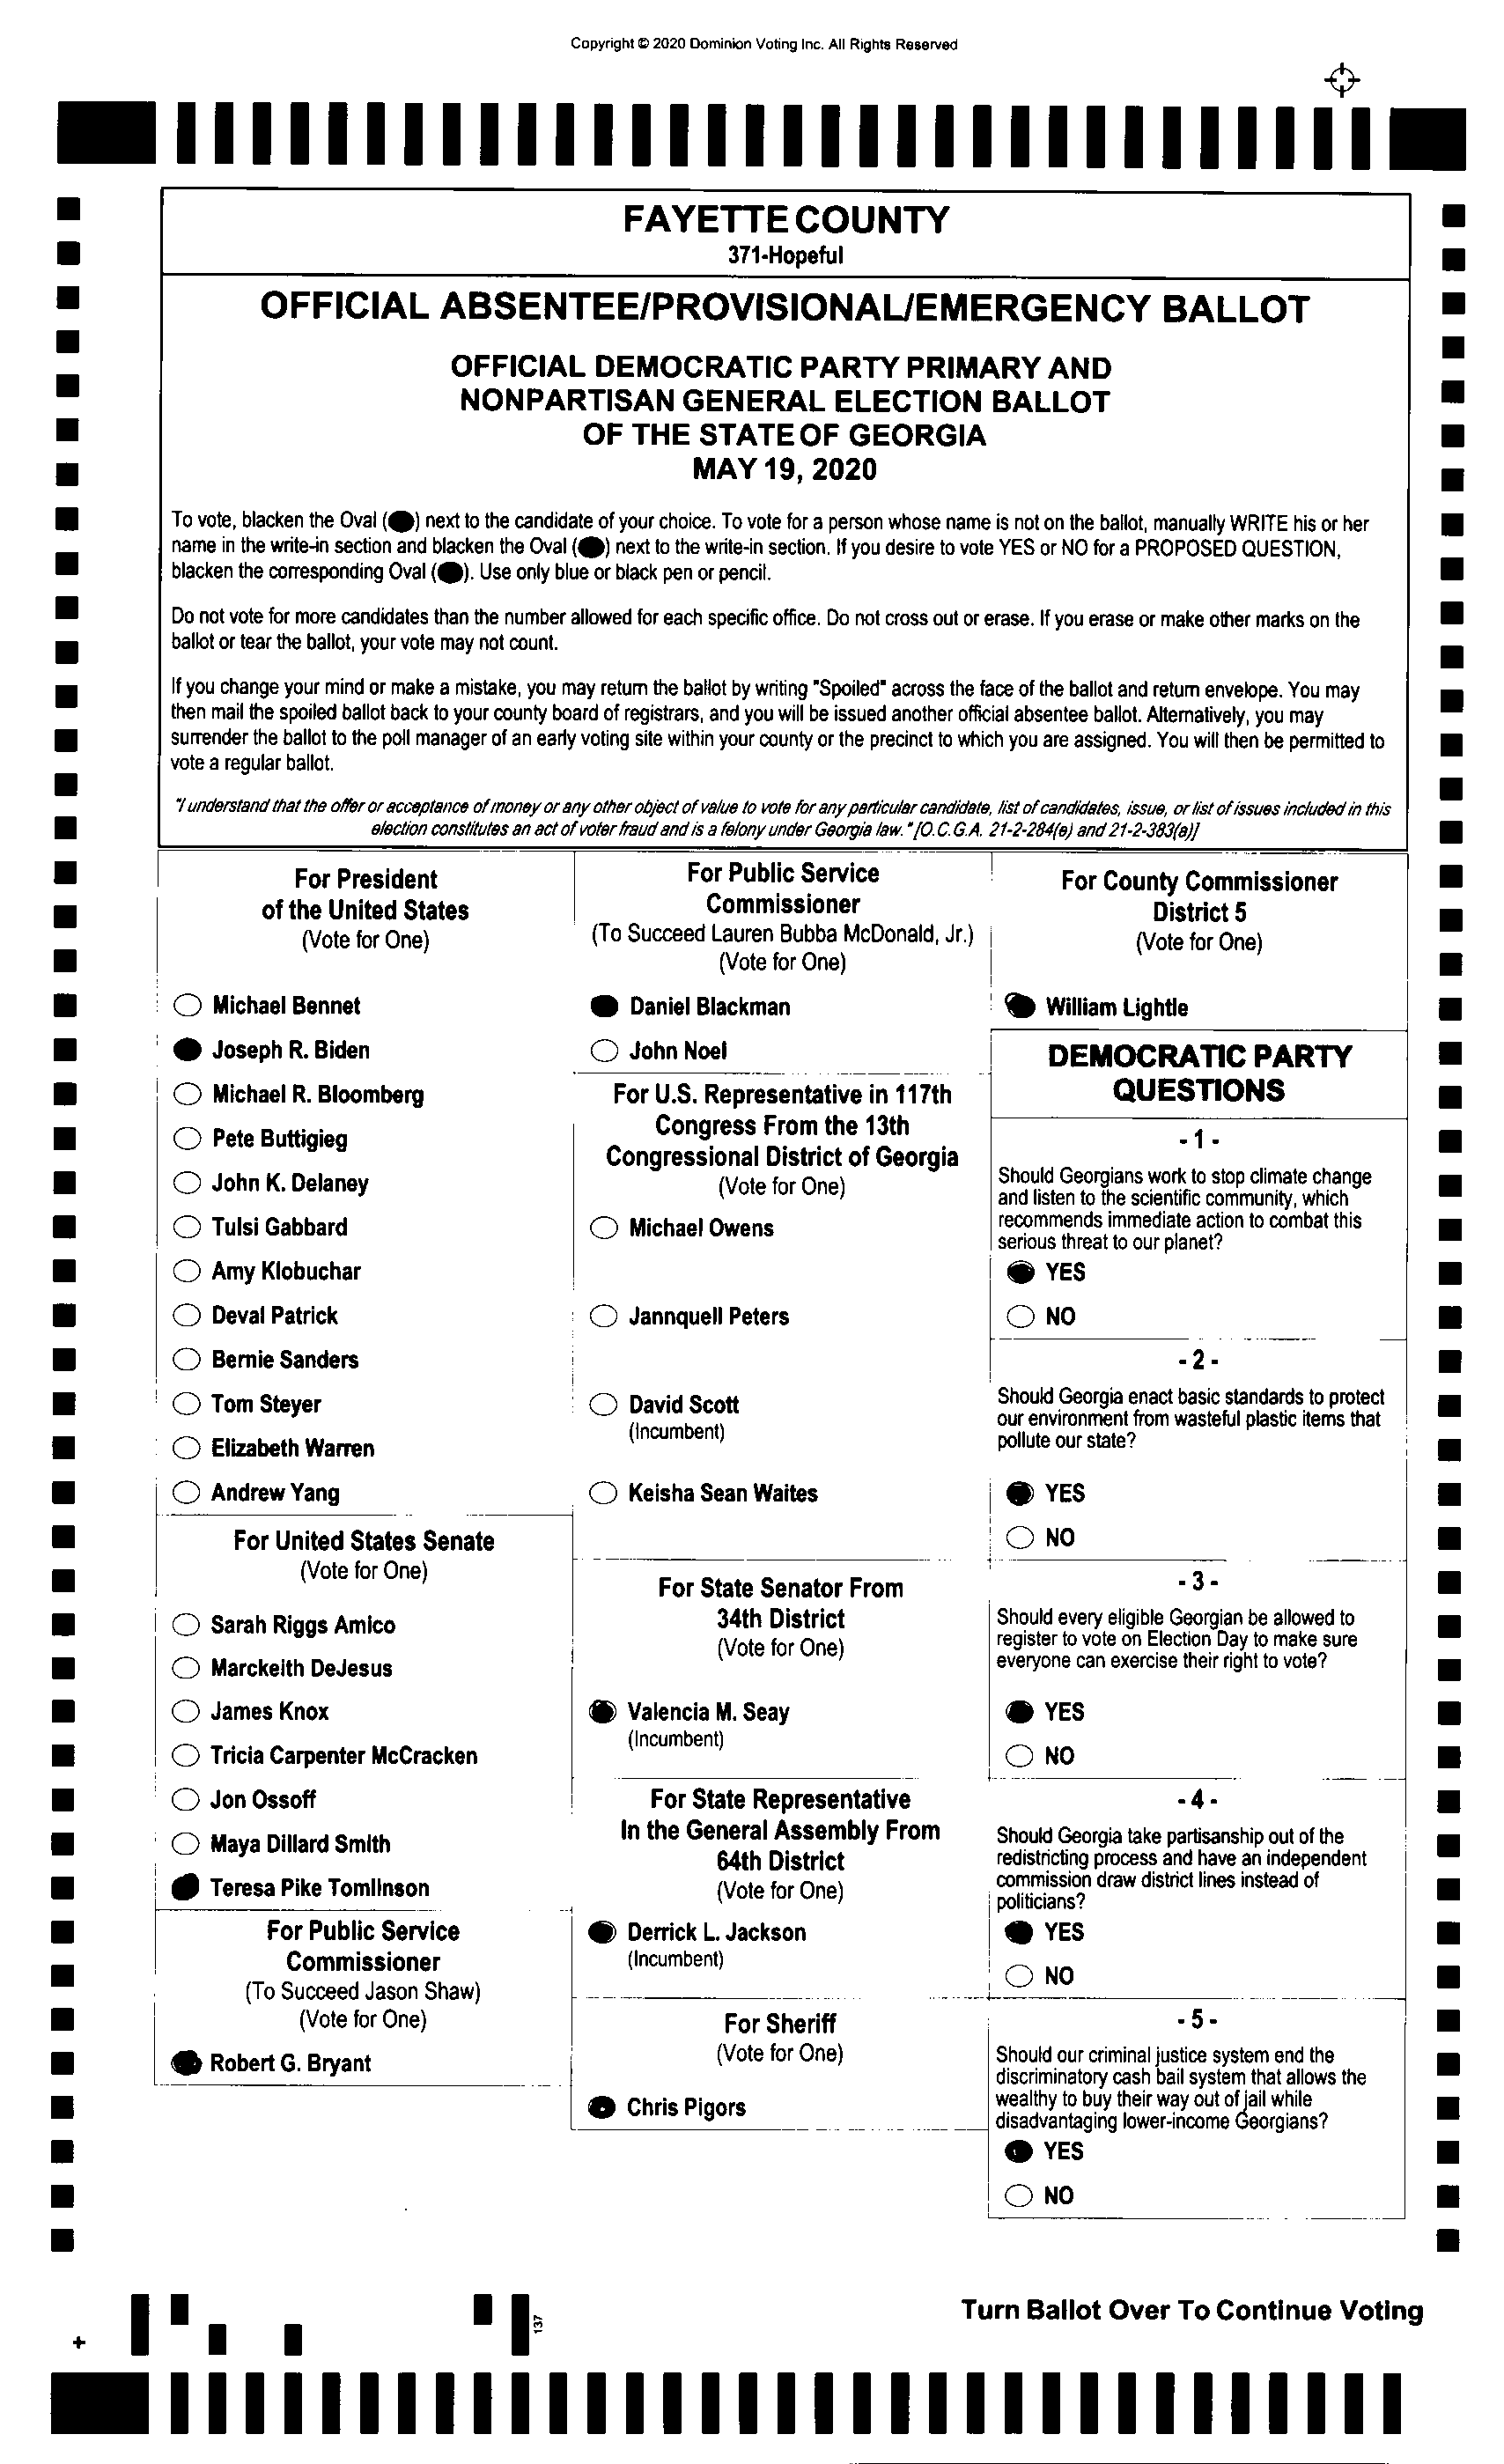 Copyright © 2020 Dominion Voting Inc. All Rights Reserved
FAYETTE COUNTY
371-Hopeful
OFFICIAL ABSENTEE/PROVISIONAL/EMERGENCY BALLOT
OFFICIAL DEMOCRATIC PARTY PRIMARY AND
NONPARTISAN GENERAL ELECTION BALLOT
OF THE STATE OF GEORGIA
MAY 19, 2020
To vote, blacken the Oval (⬬) next to the candidate of your choice. To vote for a person whose name is not on the ballot, manually WRITE his or her
name in the write-in section and blacken the Oval (⬬) next to the write-in section. If you desire to vote YES or NO for a PROPOSED QUESTION,
blacken the corresponding Oval (⬬). Use only blue or black pen or pencil.
Do not vote for more candidates than the number allowed for each specific office. Do not cross out or erase. If you erase or make other marks on the
ballot or tear the ballot, your vote may not count.
If you change your mind or make a mistake, you may return the ballot by writing "Spoiled" across the face of the ballot and return envelope. You may
then mail the spoiled ballot back to your county board of registrars, and you will be issued another official absentee ballot. Alternatively, you may
surrender the ballot to the poll manager of an early voting site within your county or the precinct to which you are assigned. You will then be permitted to
vote a regular ballot.
"I understand that the offer or acceptance of money or any other object of value to vote for any particular candidate, list of candidates, issue, or list of issues included in this
election constitutes an act of voter fraud and is a felony under Georgia law." [O.C.G.A. 21-2-284(e) and 21-2-383(a)]
For President
of the United States
(Vote for One)
Michael Bennet
Joseph R. Biden
Michael R. Bloomberg
Pete Buttigieg
John K. Delaney
Tulsi Gabbard
Amy Klobuchar
Deval Patrick
Bernie Sanders
Tom Steyer
Elizabeth Warren
Andrew Yang
For United States Senate
(Vote for One)
Sarah Riggs Amico
Marckeith DeJesus
James Knox
Tricia Carpenter McCracken
Jon Ossoff
Maya Dillard Smith
Teresa Pike Tomlinson
For Public Service
Commissioner
(To Succeed Jason Shaw)
(Vote for One)
Robert G. Bryant
For Public Service
Commissioner
(To Succeed Lauren Bubba McDonald, Jr.)
(Vote for One)
Daniel Blackman
John Noel
For U.S. Representative in 117th
Congress From the 13th
Congressional District of Georgia
(Vote for One)
Michael Owens
Jannquell Peters
David Scott
(Incumbent)
Keisha Sean Waites
For State Senator From
34th District
(Vote for One)
Valencia M. Seay
(Incumbent)
For State Representative
In the General Assembly From
64th District
(Vote for One)
Derrick L. Jackson
(Incumbent)
For Sheriff
(Vote for One)
Chris Pigors
For County Commissioner
District 5
(Vote for One)
William Lightle
DEMOCRATIC PARTY
QUESTIONS
- 1 -
Should Georgians work to stop climate change
and listen to the scientific community, which
recommends immediate action to combat this
serious threat to our planet?
YES
NO
- 2 -
Should Georgia enact basic standards to protect
our environment from wasteful plastic items that
pollute our state?
YES
NO
- 3 -
Should every eligible Georgian be allowed to
register to vote on Election Day to make sure
everyone can exercise their right to vote?
YES
NO
- 4 -
Should Georgia take partisanship out of the
redistricting process and have an independent
commission draw district lines instead of
politicians?
YES
NO
- 5 -
Should our criminal justice system end the
discriminatory cash bail system that allows the
wealthy to buy their way out of jail while
disadvantaging lower-income Georgians?
YES
NO
Turn Ballot Over To Continue Voting
137